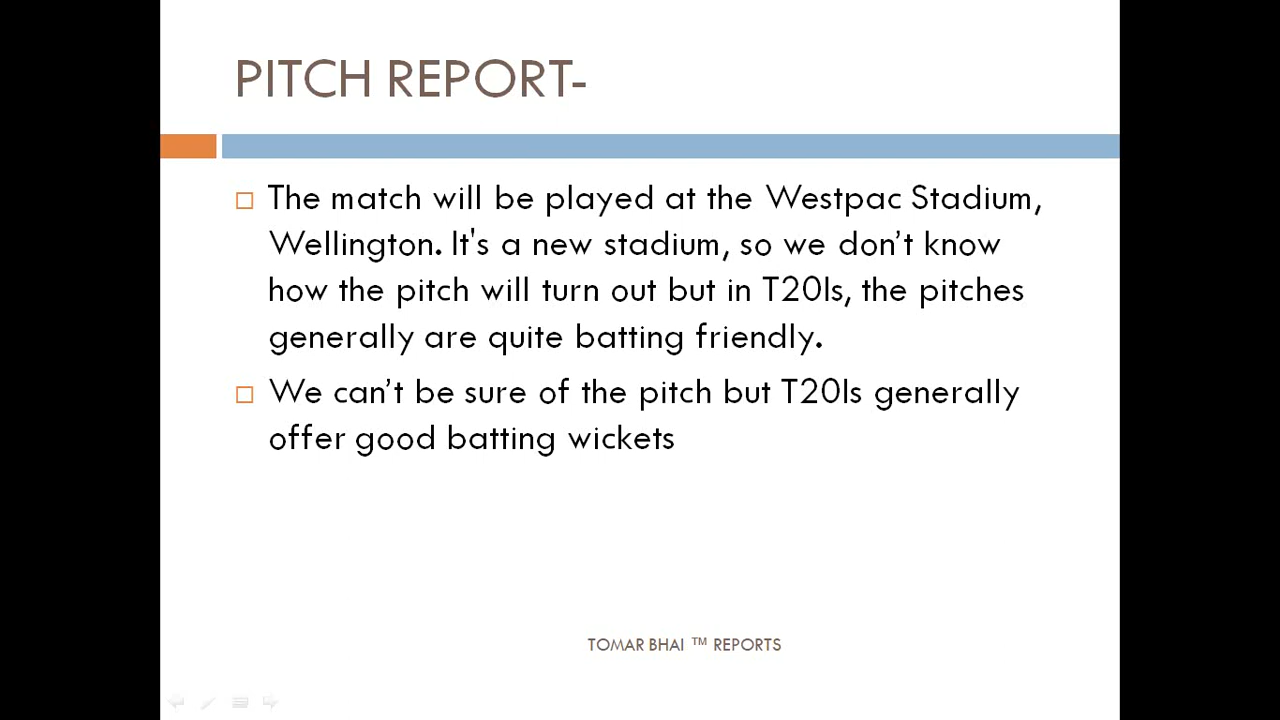 PITCH REPORT-
The match will be played at the Westpac Stadium,
Wellington. It's a new stadium, so we don’t know
how the pitch will turn out but in T20Is, the pitches
generally are quite batting friendly.
We can’t be sure of the pitch but T20Is generally
offer good batting wickets
TOMAR BHAI ™ REPORTS